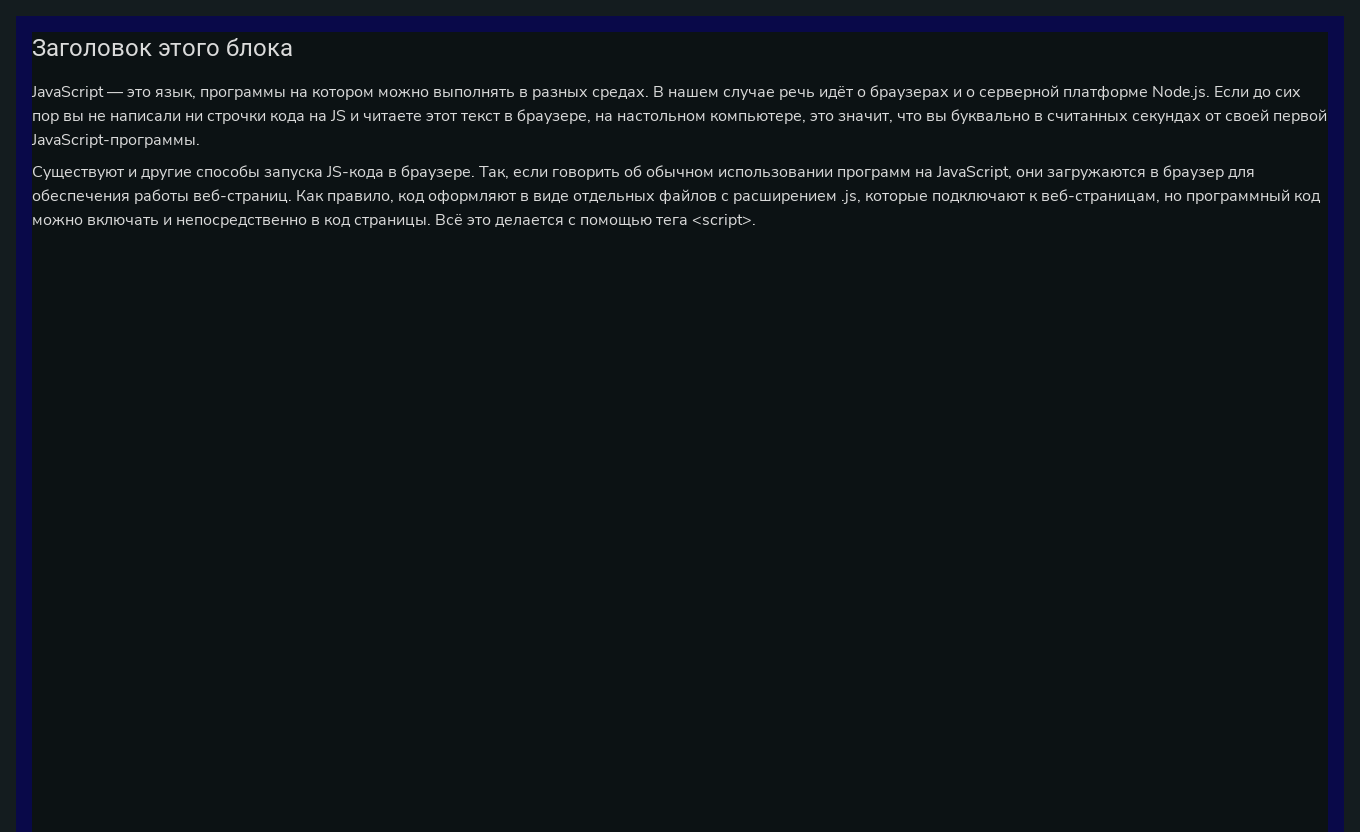 Заголовок этого блока
JavaScript — это язык, программы на котором можно выполнять в разных средах. В нашем случае речь идёт о браузерах и о серверной платформе Node.js. Если до сих
пор вы не написали ни строчки кода на JS и читаете этот текст в браузере, на настольном компьютере, это значит, что вы буквально в считанных секундах от своей первой
JavaScript-программы.
Существуют и другие способы запуска JS-кода в браузере. Так, если говорить об обычном использовании программ на JavaScript, они загружаются в браузер для
обеспечения работы веб-страниц. Как правило, код оформляют в виде отдельных файлов с расширением .js, которые подключают к веб-страницам, но программный код
можно включать и непосредственно в код страницы. Всё это делается с помощью тега <script>.